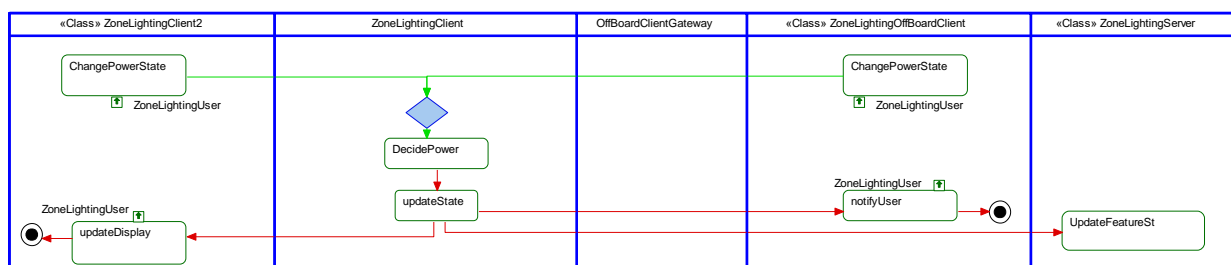 «Class» ZoneLightingClient2
ZoneLightingClient
OffBoardClientGateway
«Class» ZoneLightingOffBoardClient
«Class» ZoneLightingServer
ChangePowerState
ZoneLightingUser
ChangePowerState
ZoneLightingUser
DecidePower
updateState
ZoneLightingUser
notifyUser
ZoneLightingUser
updateDisplay
UpdateFeatureSt